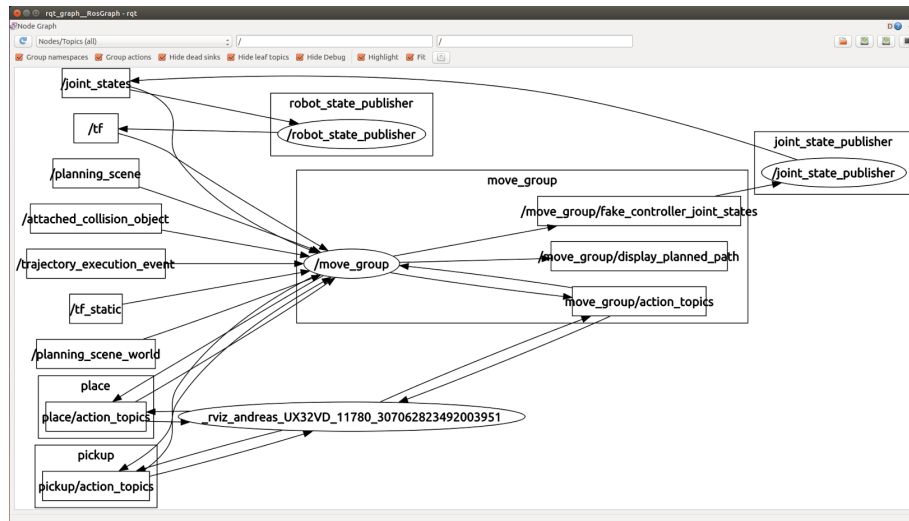 rqt_graph__RosGraph - rqt
Node Graph
D
Nodes/Topics (all)
/
/
Group namespaces
Group actions
Hide dead sinks
Hide leaf topics
Hide Debug
Highlight
Fit
/joint_states
robot_state_publisher
/robot_state_publisher
/tf
joint_state_publisher
/joint_state_publisher
/planning_scene
move_group
/attached_collision_object
/move_group/fake_controller_joint_states
/trajectory_execution_event
/move_group
/move_group/display_planned_path
/tf_static
move_group/action_topics
/planning_scene_world
place
place/action_topics
_rviz_andreas_UX32VD_11780_307062823492003951
pickup
pickup/action_topics